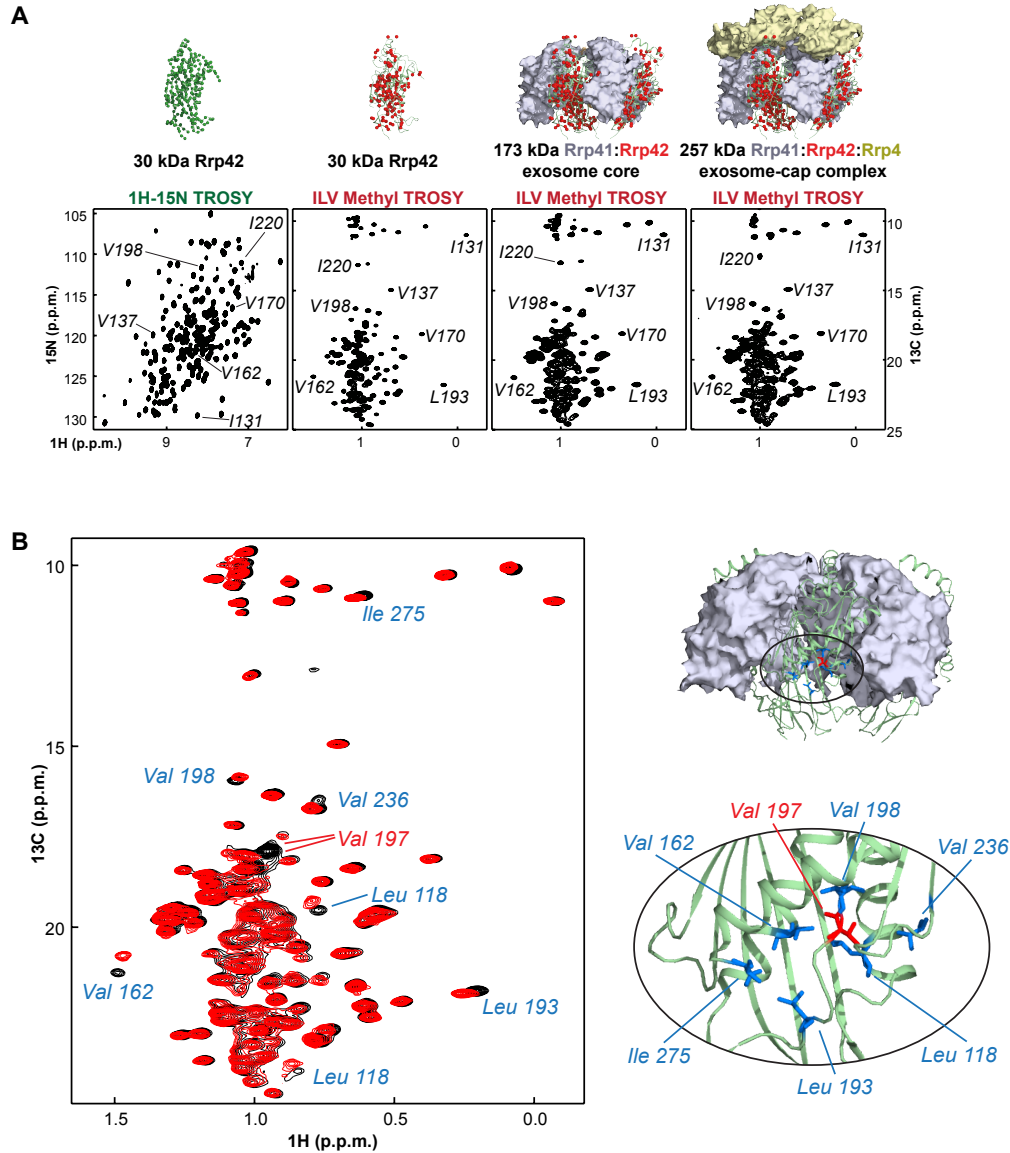 A
30 kDa Rrp42
30 kDa Rrp42
173 kDa Rrp41:Rrp42
exosome core
257 kDa Rrp41:Rrp42:Rrp4
exosome-cap complex
1H-15N TROSY
ILV Methyl TROSY
ILV Methyl TROSY
ILV Methyl TROSY
105
110
115
120
125
130
15N (p.p.m.)
1H (p.p.m.)
9
7
I220
V198
V170
V137
V162
I131
I131
I220
V137
V198
V170
V162
L193
1
0
I131
I220
V137
V198
V170
V162
L193
1
0
I131
I220
V137
V198
V170
V162
L193
1
0
10
15
20
25
13C (p.p.m.)
B
10
15
20
13C (p.p.m.)
Ile 275
Val 198
Val 236
Val 197
Leu 118
Val 162
Leu 193
Leu 118
1.5
1.0
0.5
0.0
1H (p.p.m.)
Val 197
Val 198
Val 162
Val 236
Ile 275
Leu 118
Leu 193